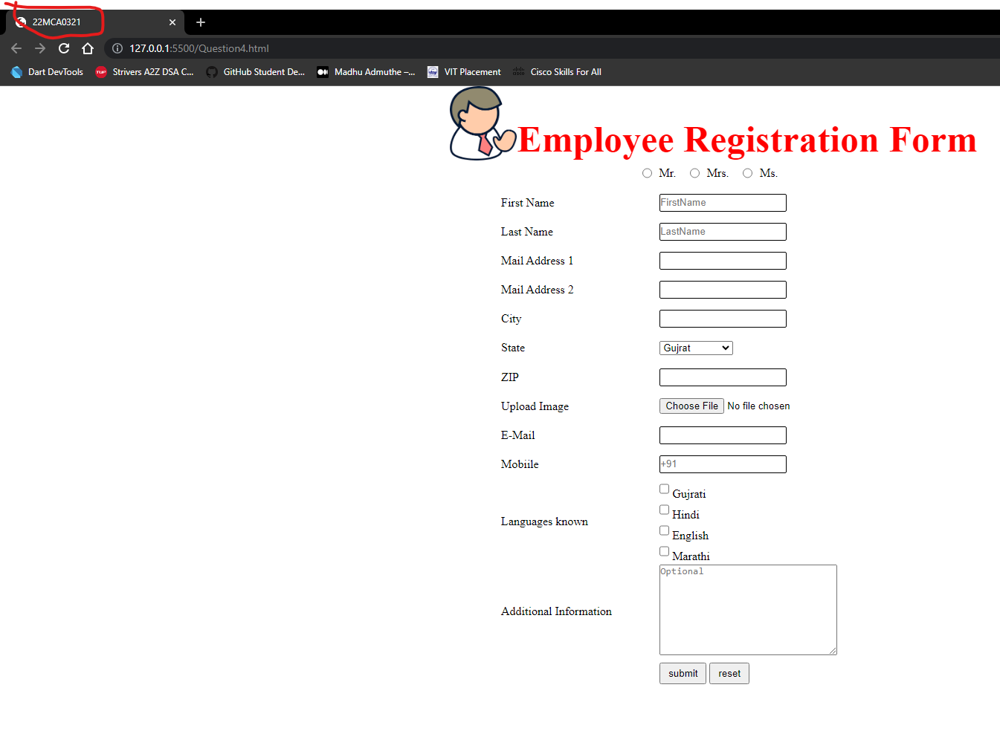 22MCA0321
127.0.0.1:5500/Question4.html
Dart DevTools TUF Strivers A2Z DSA C... GitHub Student De... Madhu Admuthe –... VIT Placement cisco Cisco Skills For All
Employee Registration Form
Mr. Mrs. Ms.
First Name FirstName
Last Name LastName
Mail Address 1
Mail Address 2
City
State Gujrat
ZIP
Upload Image Choose File No file chosen
E-Mail
Mobiile +91
Languages known
Gujrati
Hindi
English
Marathi
Additional Information Optional
submit reset